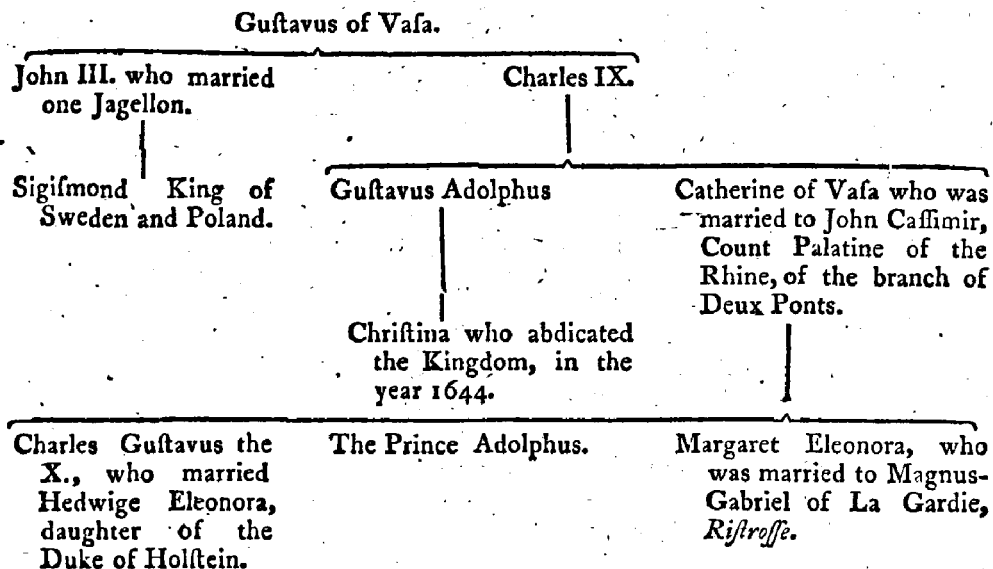 Guſtavus of Vaſa.
John III. who married
one Jagellon.
Charles IX.
Sigiſmond King of
Sweden and Poland.
Guſtavus Adolphus
Catherine of Vaſa who was
married to John Caſſimir,
Count Palatine of the
Rhine, of the branch of
Deux Ponts.
Chriſtina who abdicated
the Kingdom, in the
year 1644.
Charles Guſtavus the
X., who married
Hedwige Eleonora,
daughter of the
Duke of Holſtein.
The Prince Adolphus.
Margaret Eleonora, who
was married to Magnus-
Gabriel of La Gardie,
Riſtroſſe.